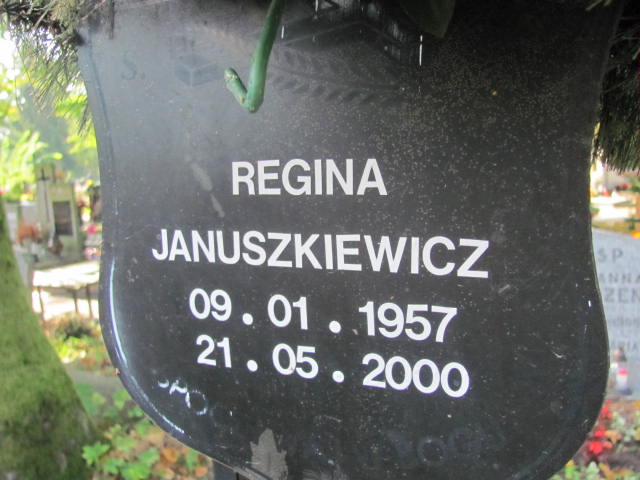 S.
REGINA
JANUSZKIEWICZ
09.01.1957
21.05.2000
S P